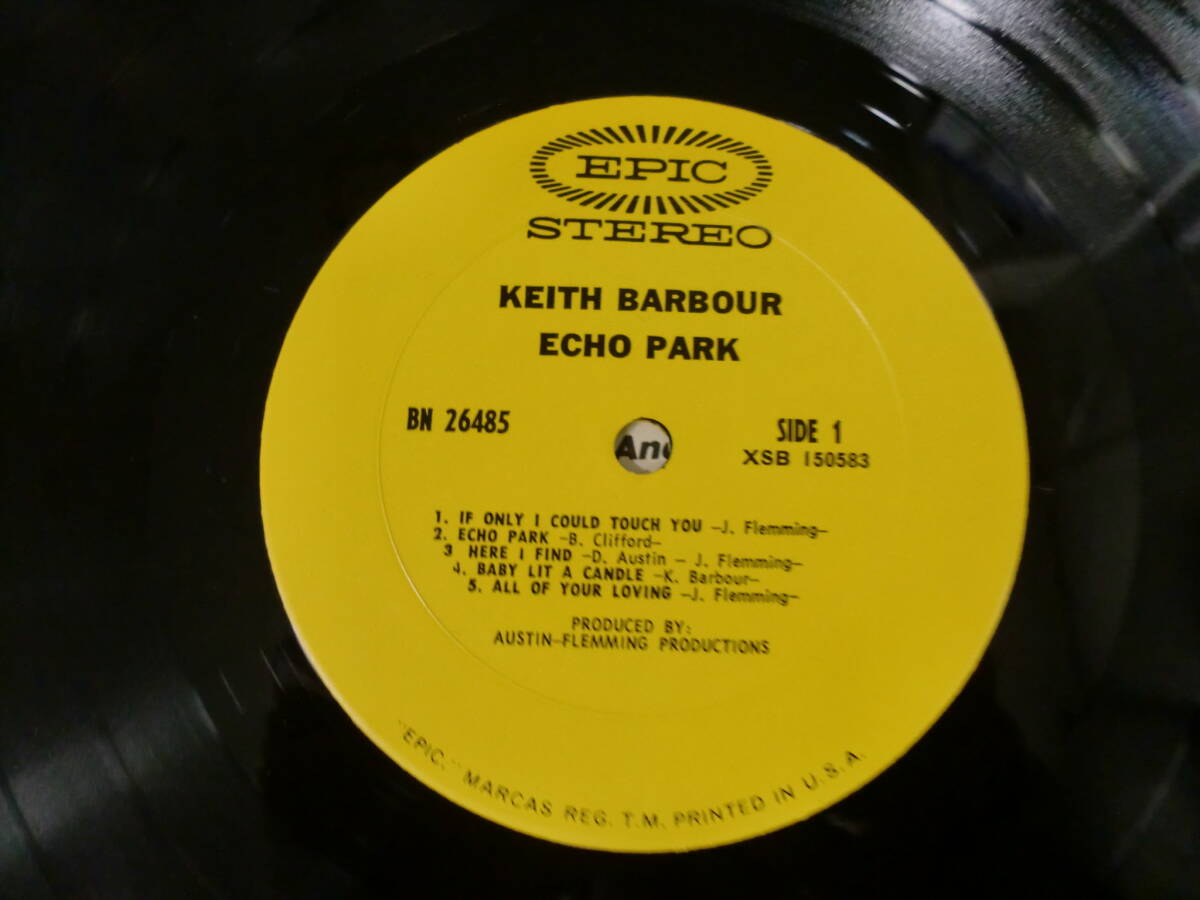 EPIC
STEREO
KEITH BARBOUR
ECHO PARK
BN 26485
SIDE 1
XSB 150583
1. IF ONLY I COULD TOUCH YOU –J. Flemming–
2. ECHO PARK –B. Clifford–
3 HERE I FIND –D. Austin – J. Flemming–
4. BABY LIT A CANDLE –K. Barbour–
5. ALL OF YOUR LOVING –J. Flemming–
PRODUCED BY:
AUSTIN–FLEMMING PRODUCTIONS
"EPIC," MARCAS REG. T.M. PRINTED IN U.S.A.